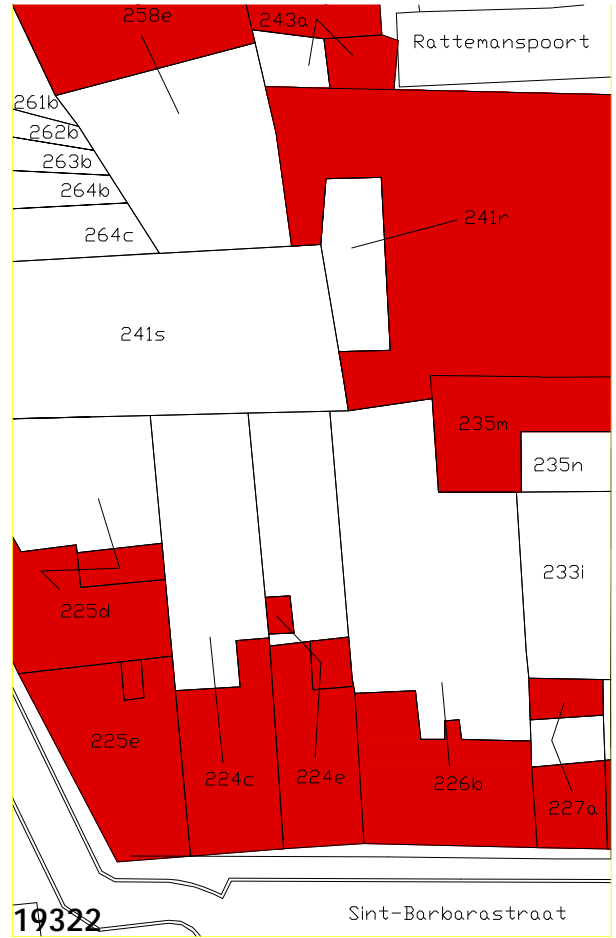 258e
243a
Rattemanspoort
261b
262b
263b
264b
264c
241r
241s
235m
235n
233i
225d
225e
224c
224e
226b
227a
19322
Sint-Barbarastraat